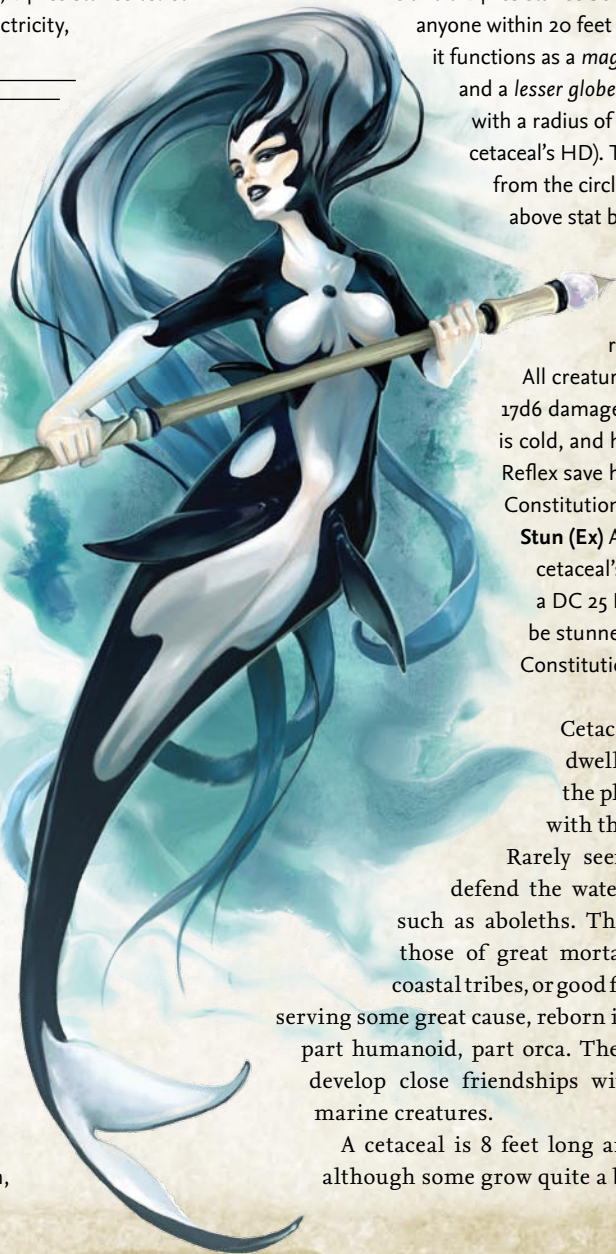 ctricity,
anyone within 20 feet
it functions as a mag
and a lesser globe
with a radius of
cetaceal's HD). T
from the circl
above stat b
r
All creatur
17d6 damage
is cold, and h
Reflex save h
Constitution
Stun (Ex) A
cetaceal's
a DC 25
be stunne
Constitutio
Cetac
dwell
the pl
with th
Rarely see
defend the wate
such as aboleths. Th
those of great morta
coastal tribes, or good f
serving some great cause, reborn i
part humanoid, part orca. The
develop close friendships wi
marine creatures.
A cetaceal is 8 feet long a
although some grow quite a b